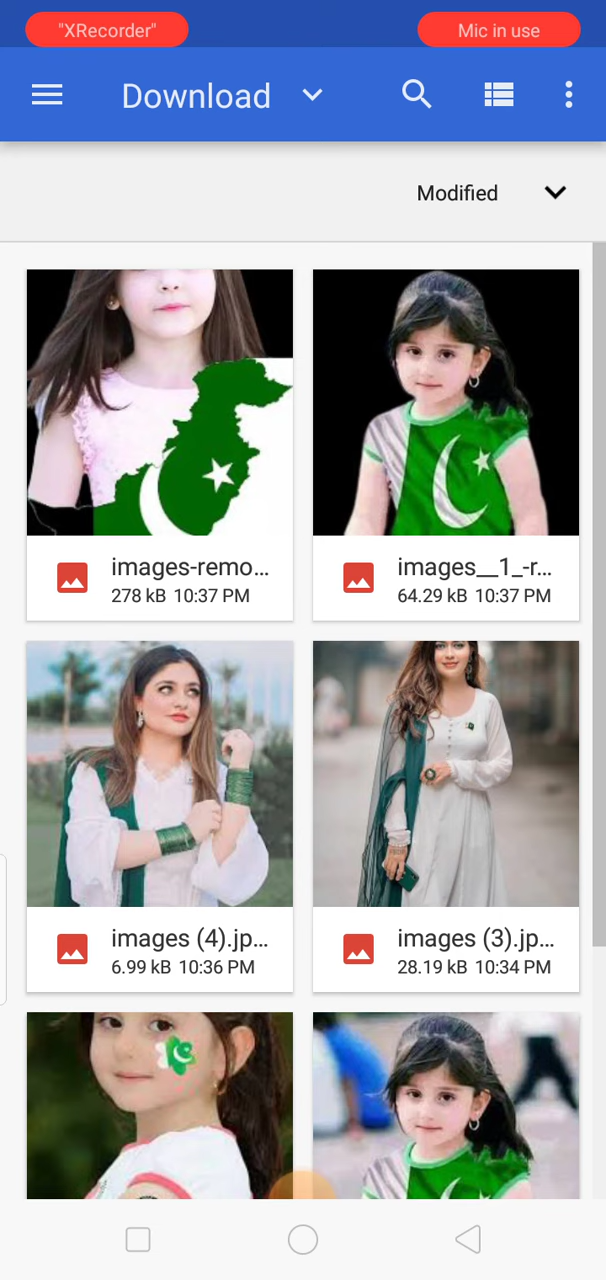 "XRecorder"
Mic in use
Download
Modified
images-remo...
278 kB 10:37 PM
images__1_-r...
64.29 kB 10:37 PM
images (4).jp...
6.99 kB 10:36 PM
images (3).jp...
28.19 kB 10:34 PM